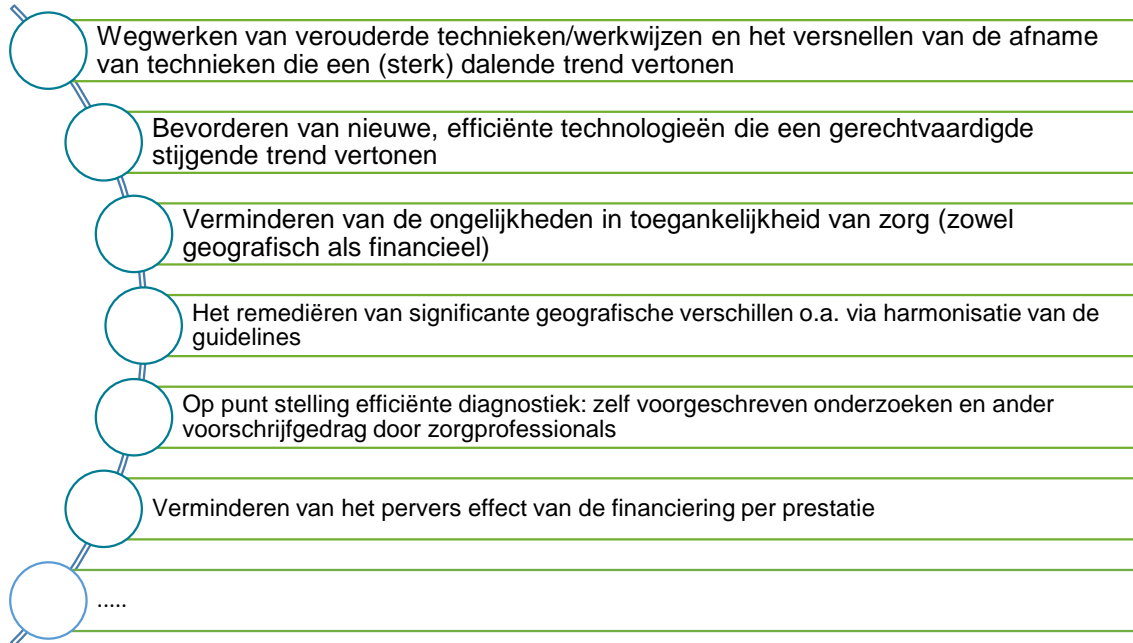 Wegwerken van verouderde technieken/werkwijzen en het versnellen van de afname
van technieken die een (sterk) dalende trend vertonen
Bevorderen van nieuwe, efficiënte technologieën die een gerechtvaardigde
stijgende trend vertonen
Verminderen van de ongelijkheden in toegankelijkheid van zorg (zowel
geografisch als financieel)
Het remediëren van significante geografische verschillen o.a. via harmonisatie van de
guidelines
Op punt stelling efficiënte diagnostiek: zelf voorgeschreven onderzoeken en ander
voorschrijfgedrag door zorgprofessionals
Verminderen van het pervers effect van de financiering per prestatie
.....